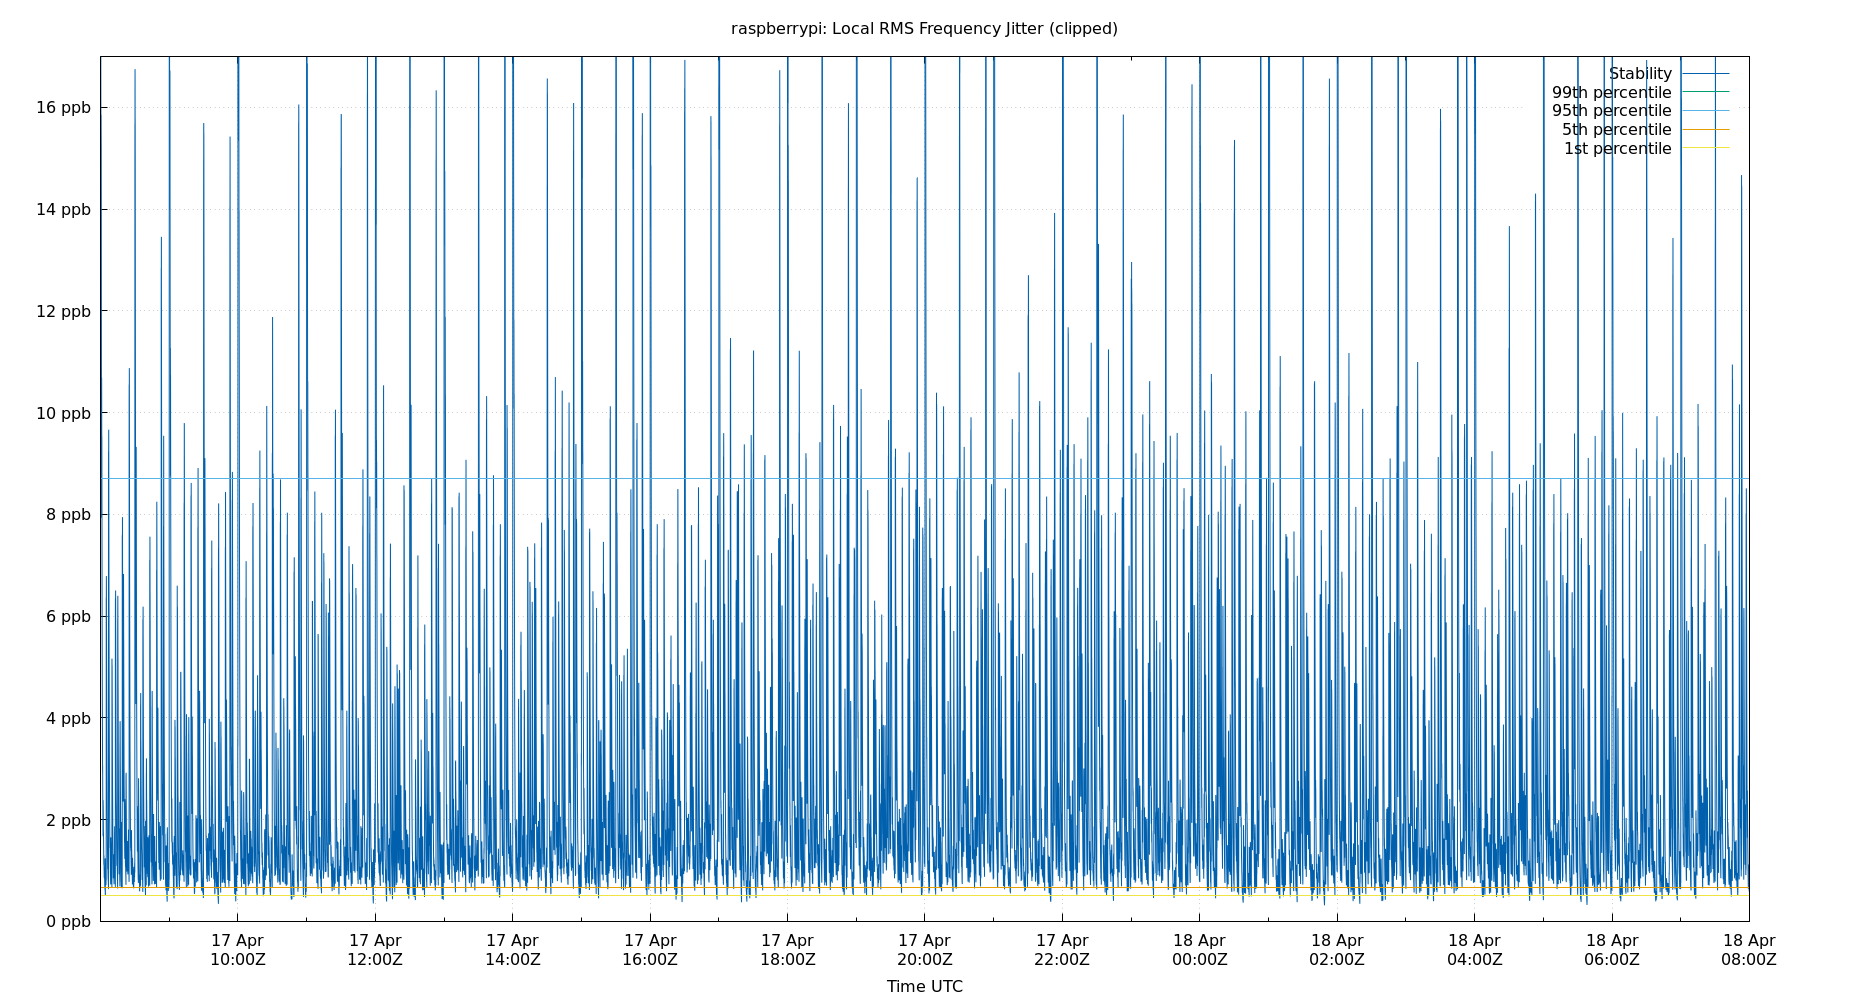 raspberrypi: Local RMS Frequency Jitter (clipped)
Stability
99th percentile
95th percentile
5th percentile
1st percentile
16 ppb
14 ppb
12 ppb
10 ppb
8 ppb
6 ppb
4 ppb
2 ppb
0 ppb
17 Apr 17 Apr 17 Apr 17 Apr 17 Apr 17 Apr 17 Apr 18 Apr 18 Apr 18 Apr 18 Apr 18 Apr
10:00Z 12:00Z 14:00Z 16:00Z 18:00Z 20:00Z 22:00Z 00:00Z 02:00Z 04:00Z 06:00Z 08:00Z
Time UTC